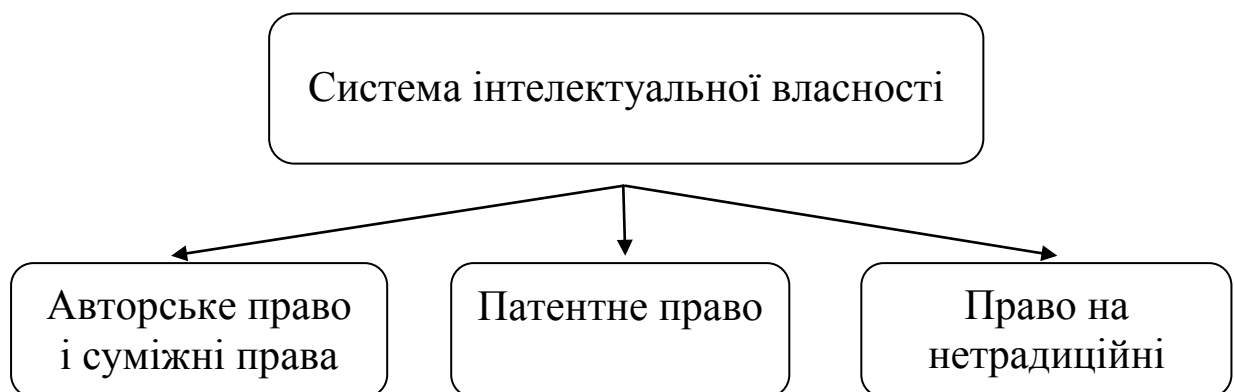 Система інтелектуальної власності
Авторське право
і суміжні права
Патентне право
Право на
нетрадиційні